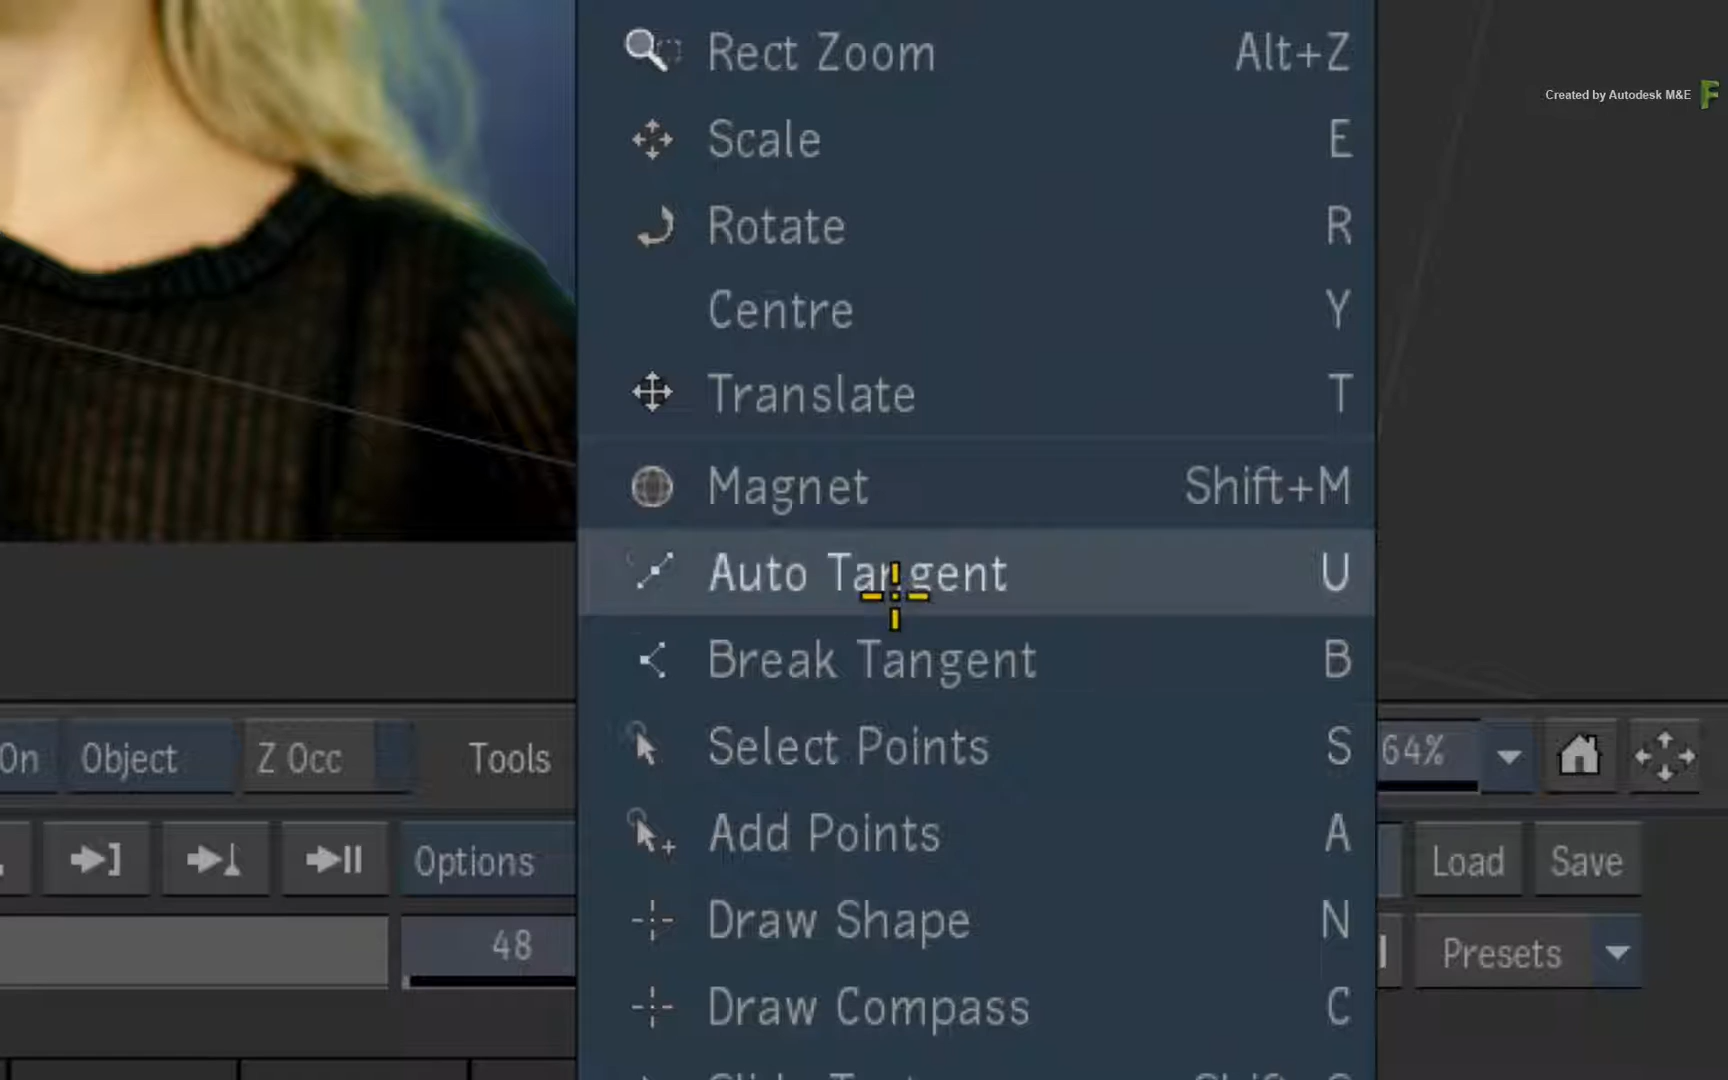 Rect Zoom Alt+Z
Created by Autodesk M&E
Scale E
Rotate R
Centre Y
Translate T
Magnet Shift+M
Auto Tangent U
Break Tangent B
Select Points S
On Object Z Occ Tools 64%
Add Points A
Options Load Save
Draw Shape N
48 Presets
Draw Compass C